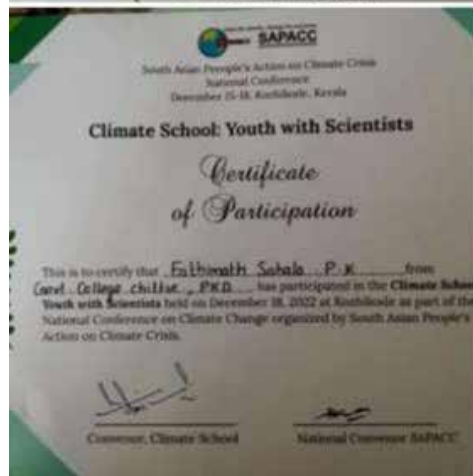 SAPACC
South Asian People's Action on Climate Crisis
National Conference
December 15-18, Kozhikode, Kerala
Climate School: Youth with Scientists
Certificate
of Participation
This is to certify that Fathimath Sahala P.K from
Govt. College chittur, PKD has participated in the Climate School
Youth with Scientists held on December 18, 2022 at Kozhikode as part of the
National Conference on Climate Change organized by South Asian People's
Action on Climate Crisis.
Convenor, Climate School
National Convenor SAPACC